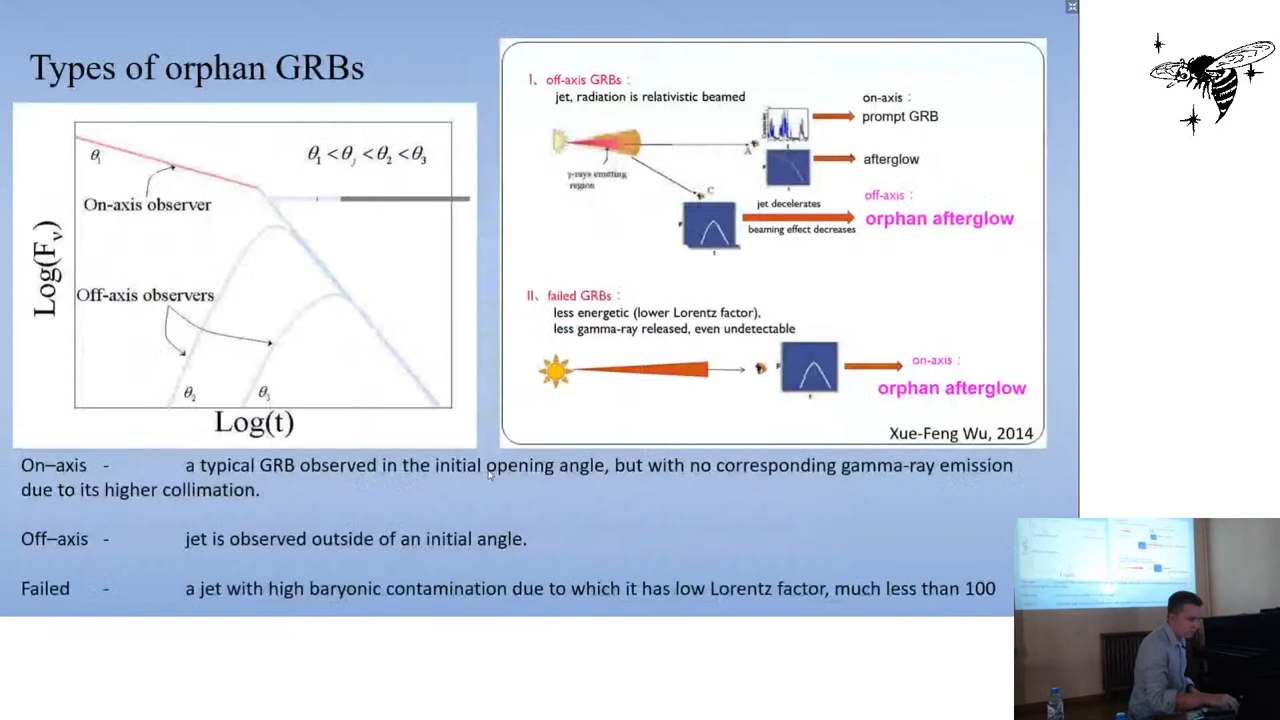 Types of orphan GRBs
θ₁
θ₁ < θⱼ < θ₂ < θ₃
On-axis observer
Off-axis observers
θ₂
θ₃
Log(Fᵥ)
Log(t)
I、off-axis GRBs：
jet, radiation is relativistic beamed
on-axis：
prompt GRB
A
γ-rays emitting
region
afterglow
C
off-axis：
jet decelerates
orphan afterglow
beaming effect decreases
F
t
II、failed GRBs：
less energetic (lower Lorentz factor),
less gamma-ray released, even undetectable
on-axis：
F
orphan afterglow
t
Xue-Feng Wu, 2014
On–axis - a typical GRB observed in the initial opening angle, but with no corresponding gamma-ray emission
due to its higher collimation.
Off–axis - jet is observed outside of an initial angle.
Failed - a jet with high baryonic contamination due to which it has low Lorentz factor, much less than 100